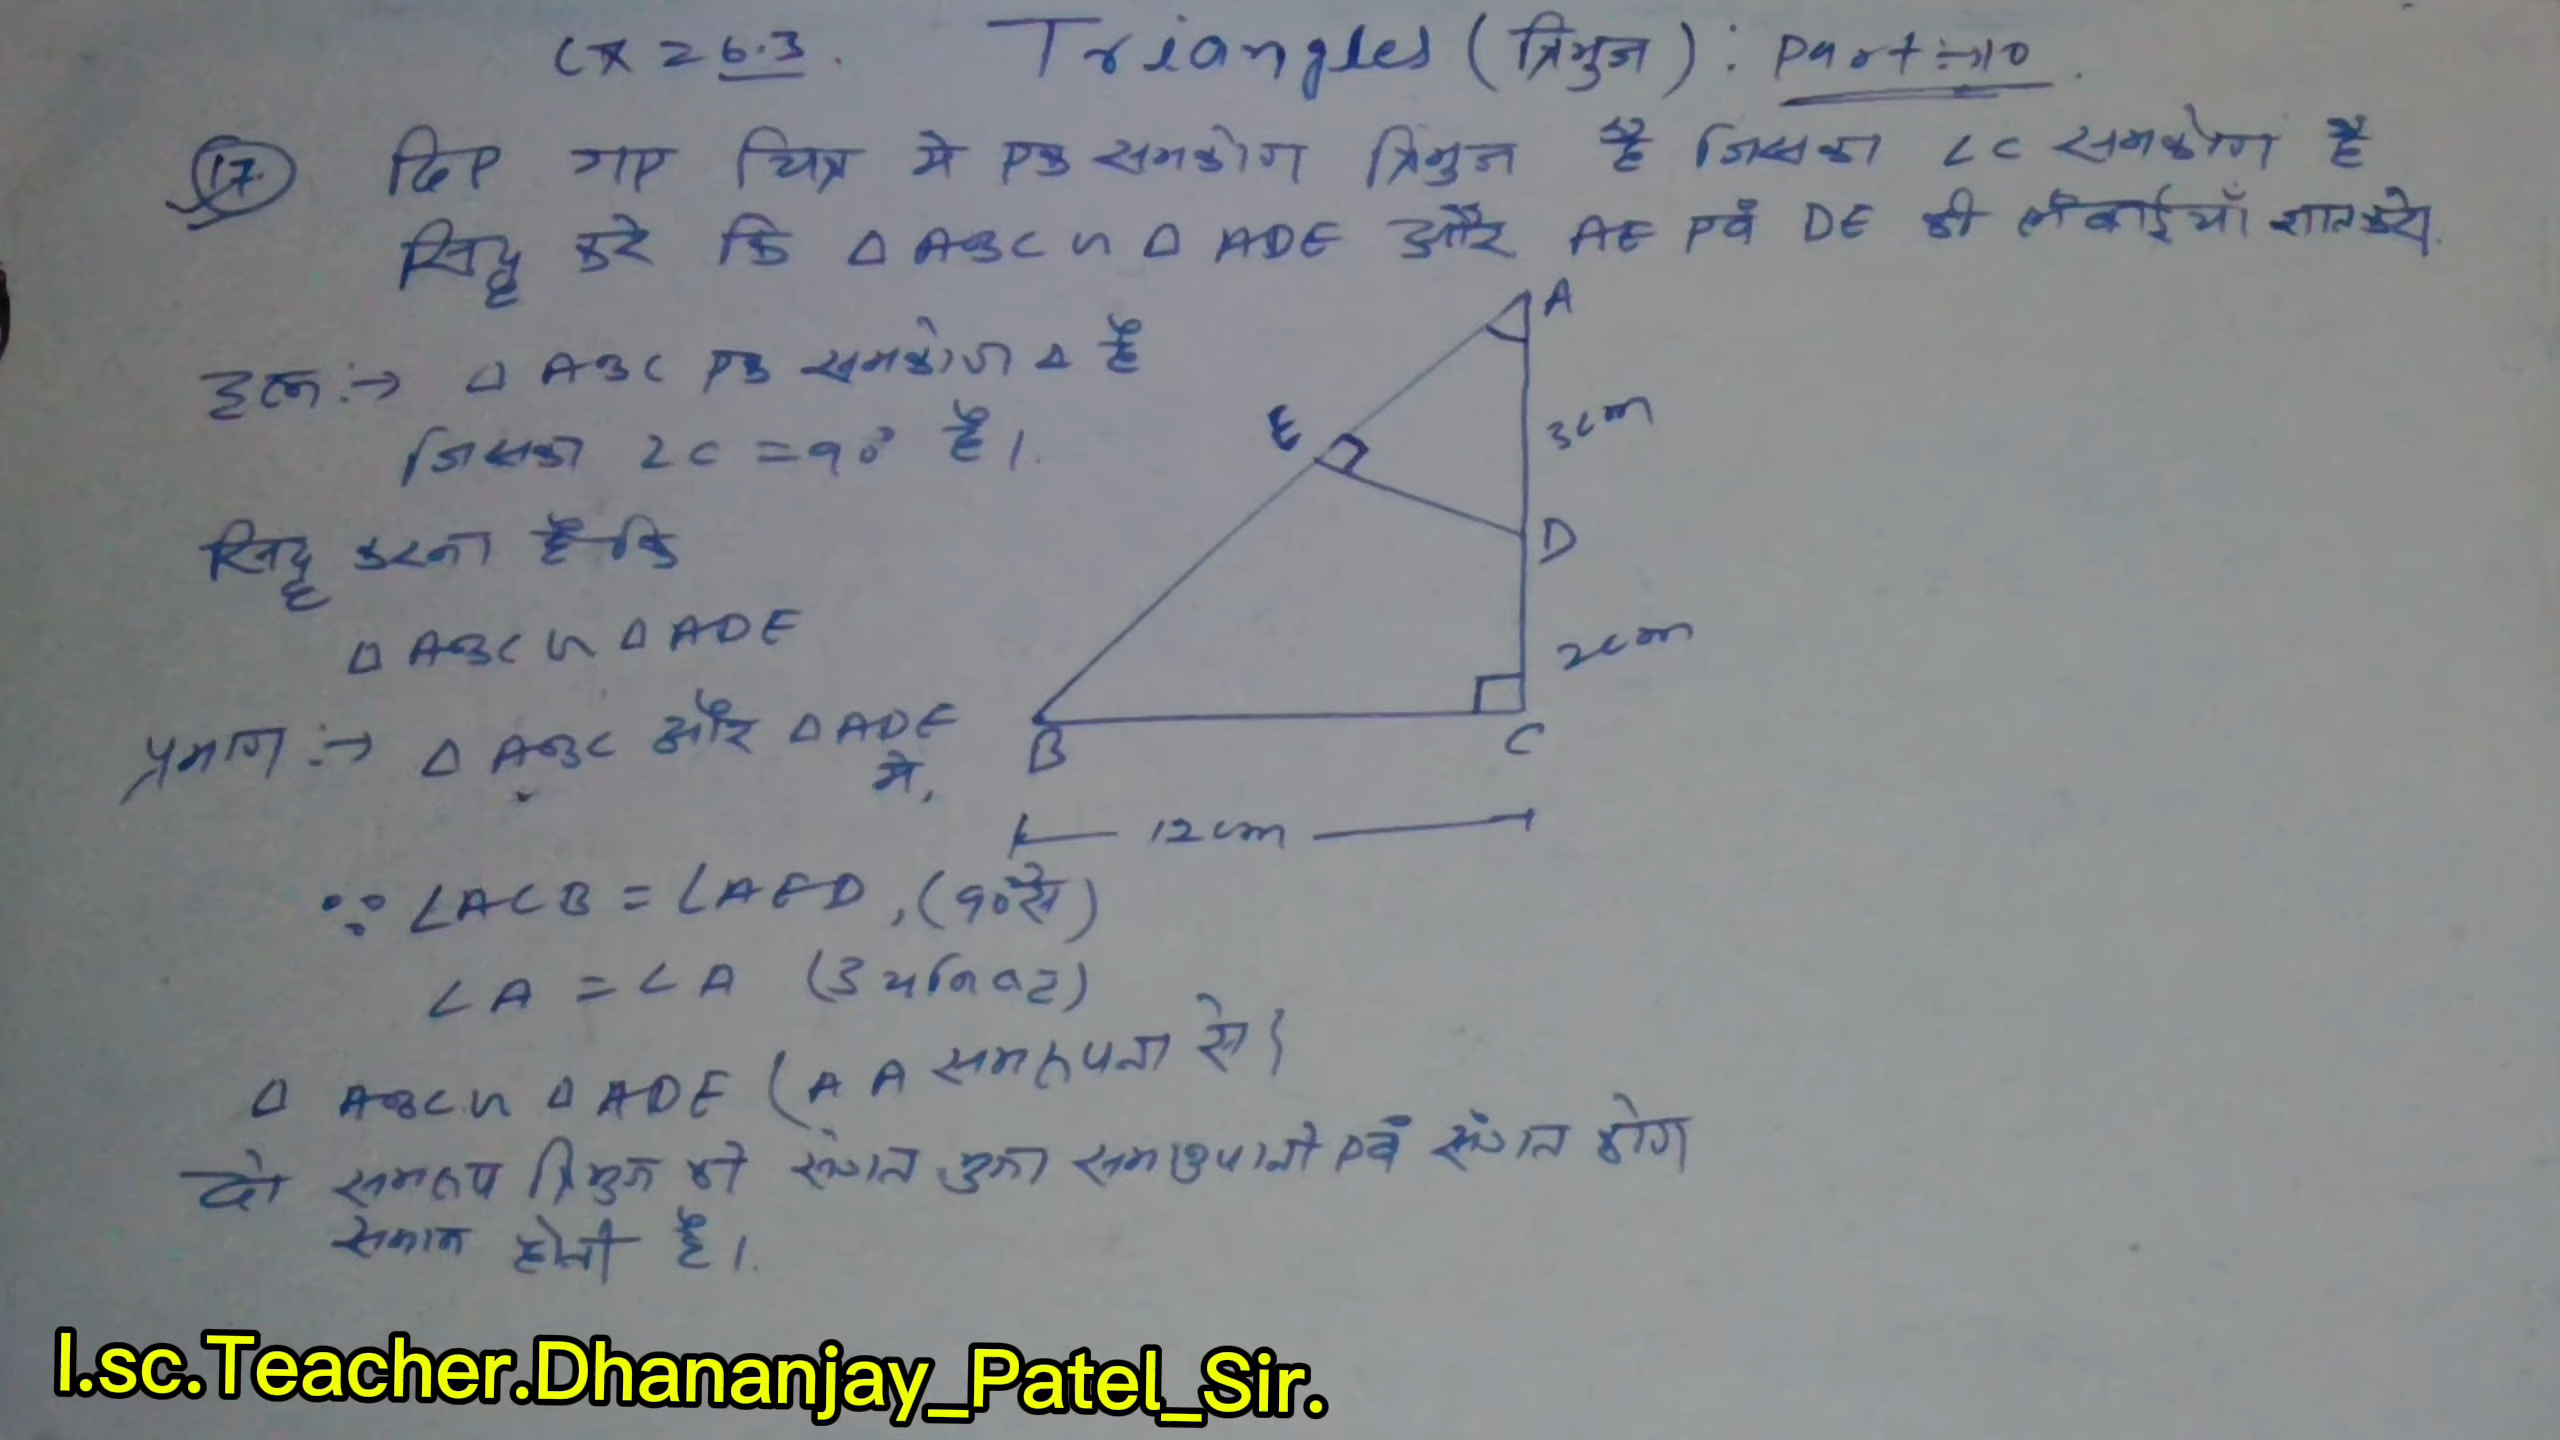 Ex = 6.3. Triangles (त्रिभुज) : Part :→ 10.
17 दिए गए चित्र मे एक समकोण त्रिभुज है जिसका ∠C समकोण है
सिद्ध करे कि △ ABC ∽ △ ADE और AE एवं DE की लंबाईयाँ ज्ञात करे।
हल :→ △ ABC एक समकोण △ है
जिसका ∠C = 90° है।
सिद्ध करना है कि
△ ABC ∽ △ ADE
प्रमाण :→ △ ABC और △ ADE
मे,
∵ ∠ACB = ∠AED, (90° से)
∠A = ∠A (उभयनिष्ट)
△ ABC ∽ △ ADE (AA समरूपता से)
दो समरूप त्रिभुज की संगत भुजा समानुपाती एवं संगत कोण
समान होती है।
A
E
3cm
D
2cm
B
C
12cm
I.sc.Teacher.Dhananjay_Patel_Sir.